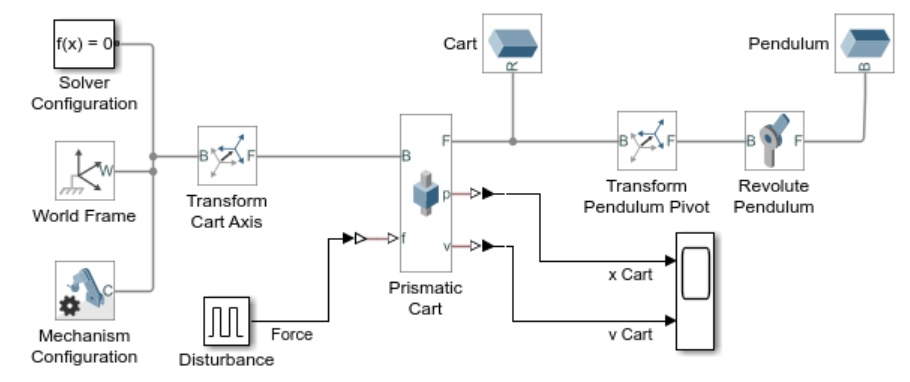 f(x) = 0
Solver
Configuration
W
World Frame
C
Mechanism
Configuration
B
F
Transform
Cart Axis
Disturbance
Force
B
F
p
f
v
Prismatic
Cart
Cart
R
B
F
Transform
Pendulum Pivot
B
F
Revolute
Pendulum
Pendulum
B
x Cart
v Cart